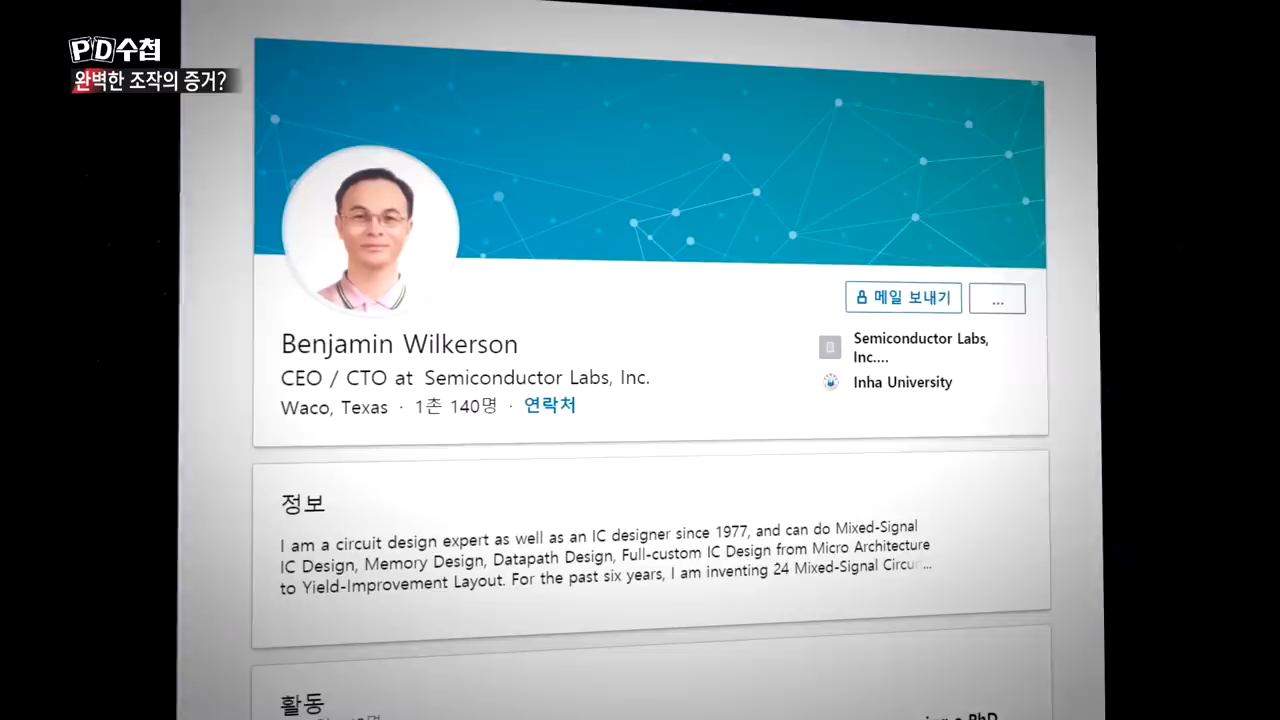 PD수첩
완벽한 조작의 증거?
메일 보내기
...
Benjamin Wilkerson
CEO / CTO at Semiconductor Labs, Inc.
Waco, Texas · 1촌 140명 · 연락처
Semiconductor Labs,
Inc....
Inha University
정보
I am a circuit design expert as well as an IC designer since 1977, and can do Mixed-Signal
IC Design, Memory Design, Datapath Design, Full-custom IC Design from Micro Architecture
to Yield-Improvement Layout. For the past six years, I am inventing 24 Mixed-Signal Circu...
활동
PhD